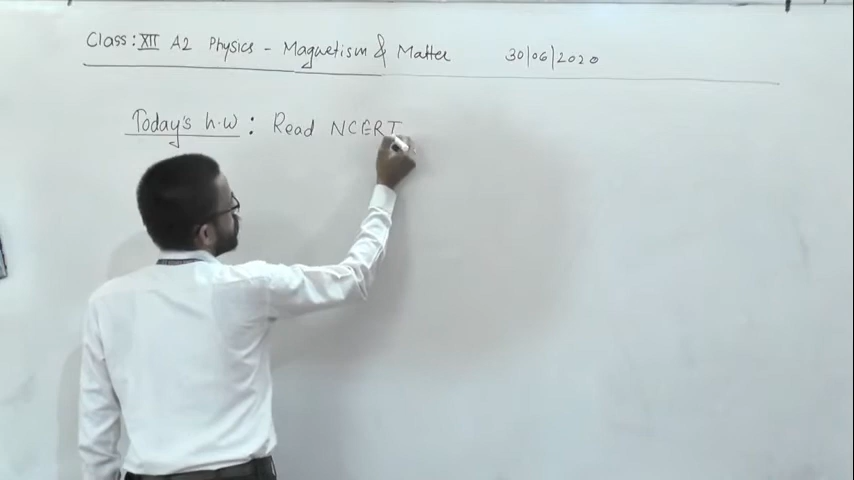 Class: XII A2 Physics - Magnetism & Matter 30/06/2020
Today's h.w : Read NCERT